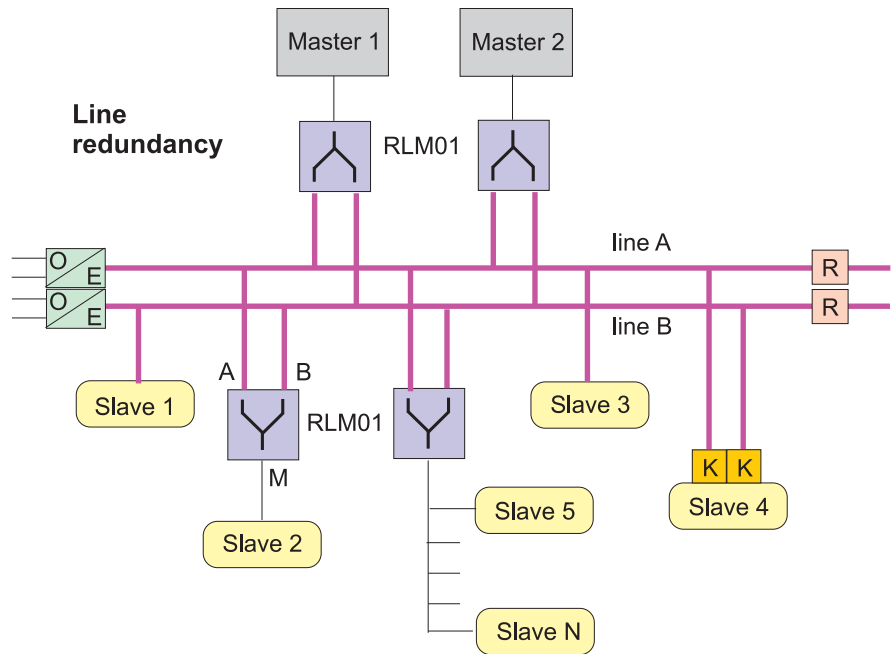 Master 1
Master 2
Line
redundancy
RLM01
line A
O
E
R
O
E
R
line B
A
B
Slave 1
RLM01
Slave 3
K
K
M
Slave 4
Slave 5
Slave 2
Slave N